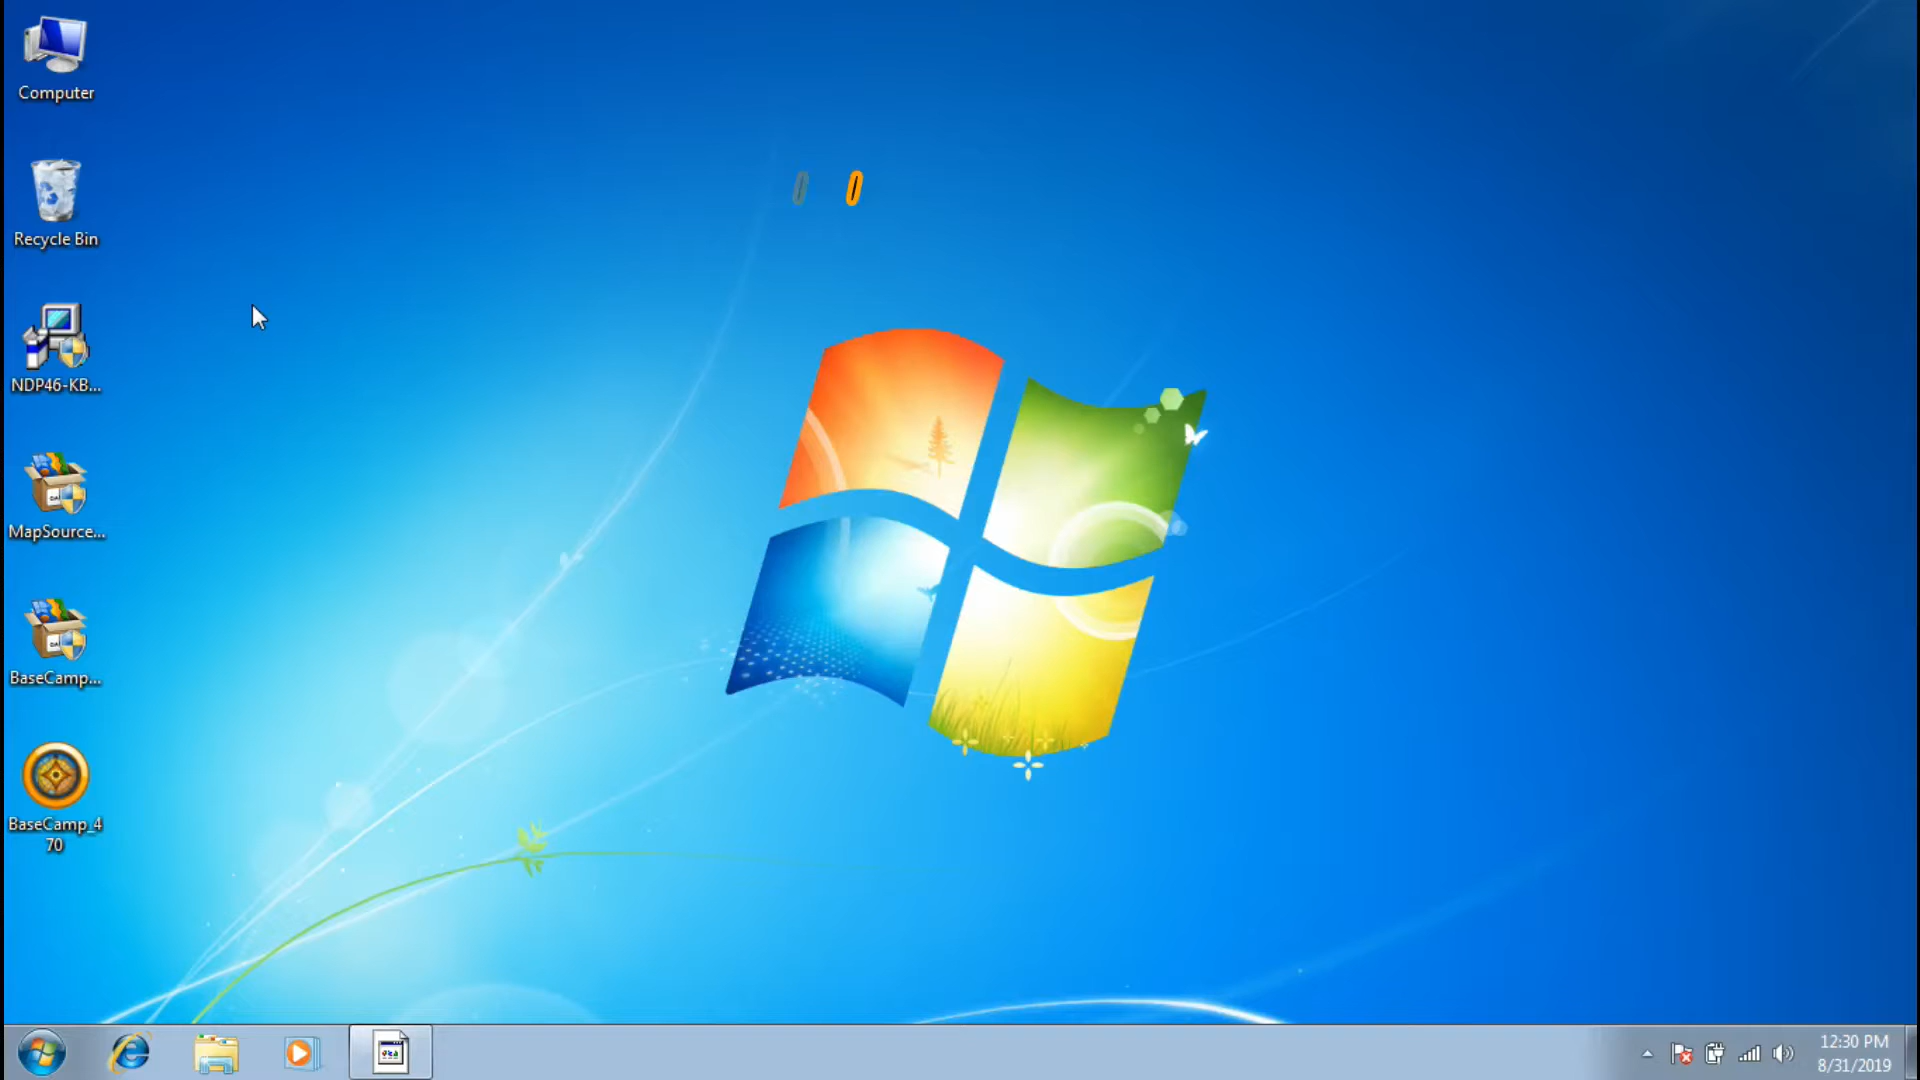 Computer
Recycle Bin
NDP46-KB...
MapSource...
BaseCamp...
BaseCamp_4
70
12:30 PM
8/31/2019